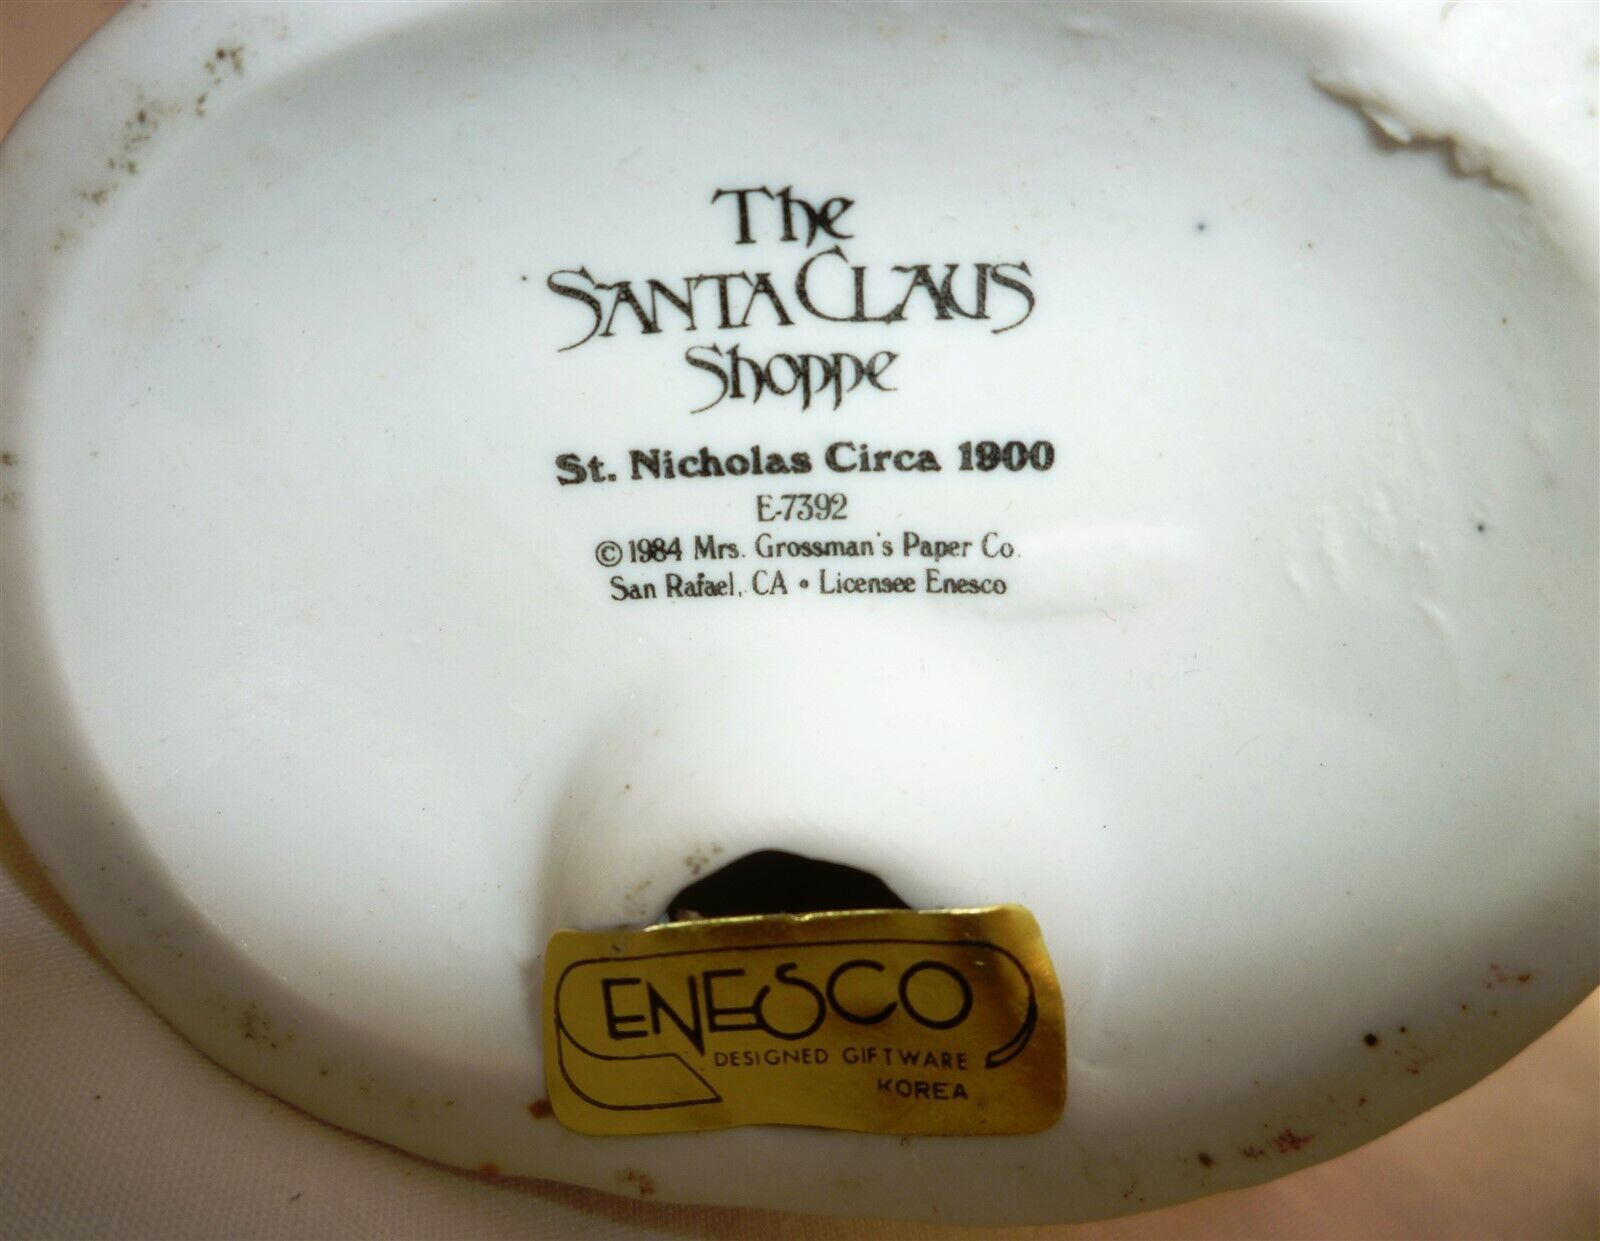 The
SANTA CLAUS
Shoppe
St. Nicholas Circa 1900
E-7392
© 1984 Mrs. Grossman's Paper Co.
San Rafael, CA • Licensee Enesco
ENESCO
DESIGNED GIFTWARE
KOREA